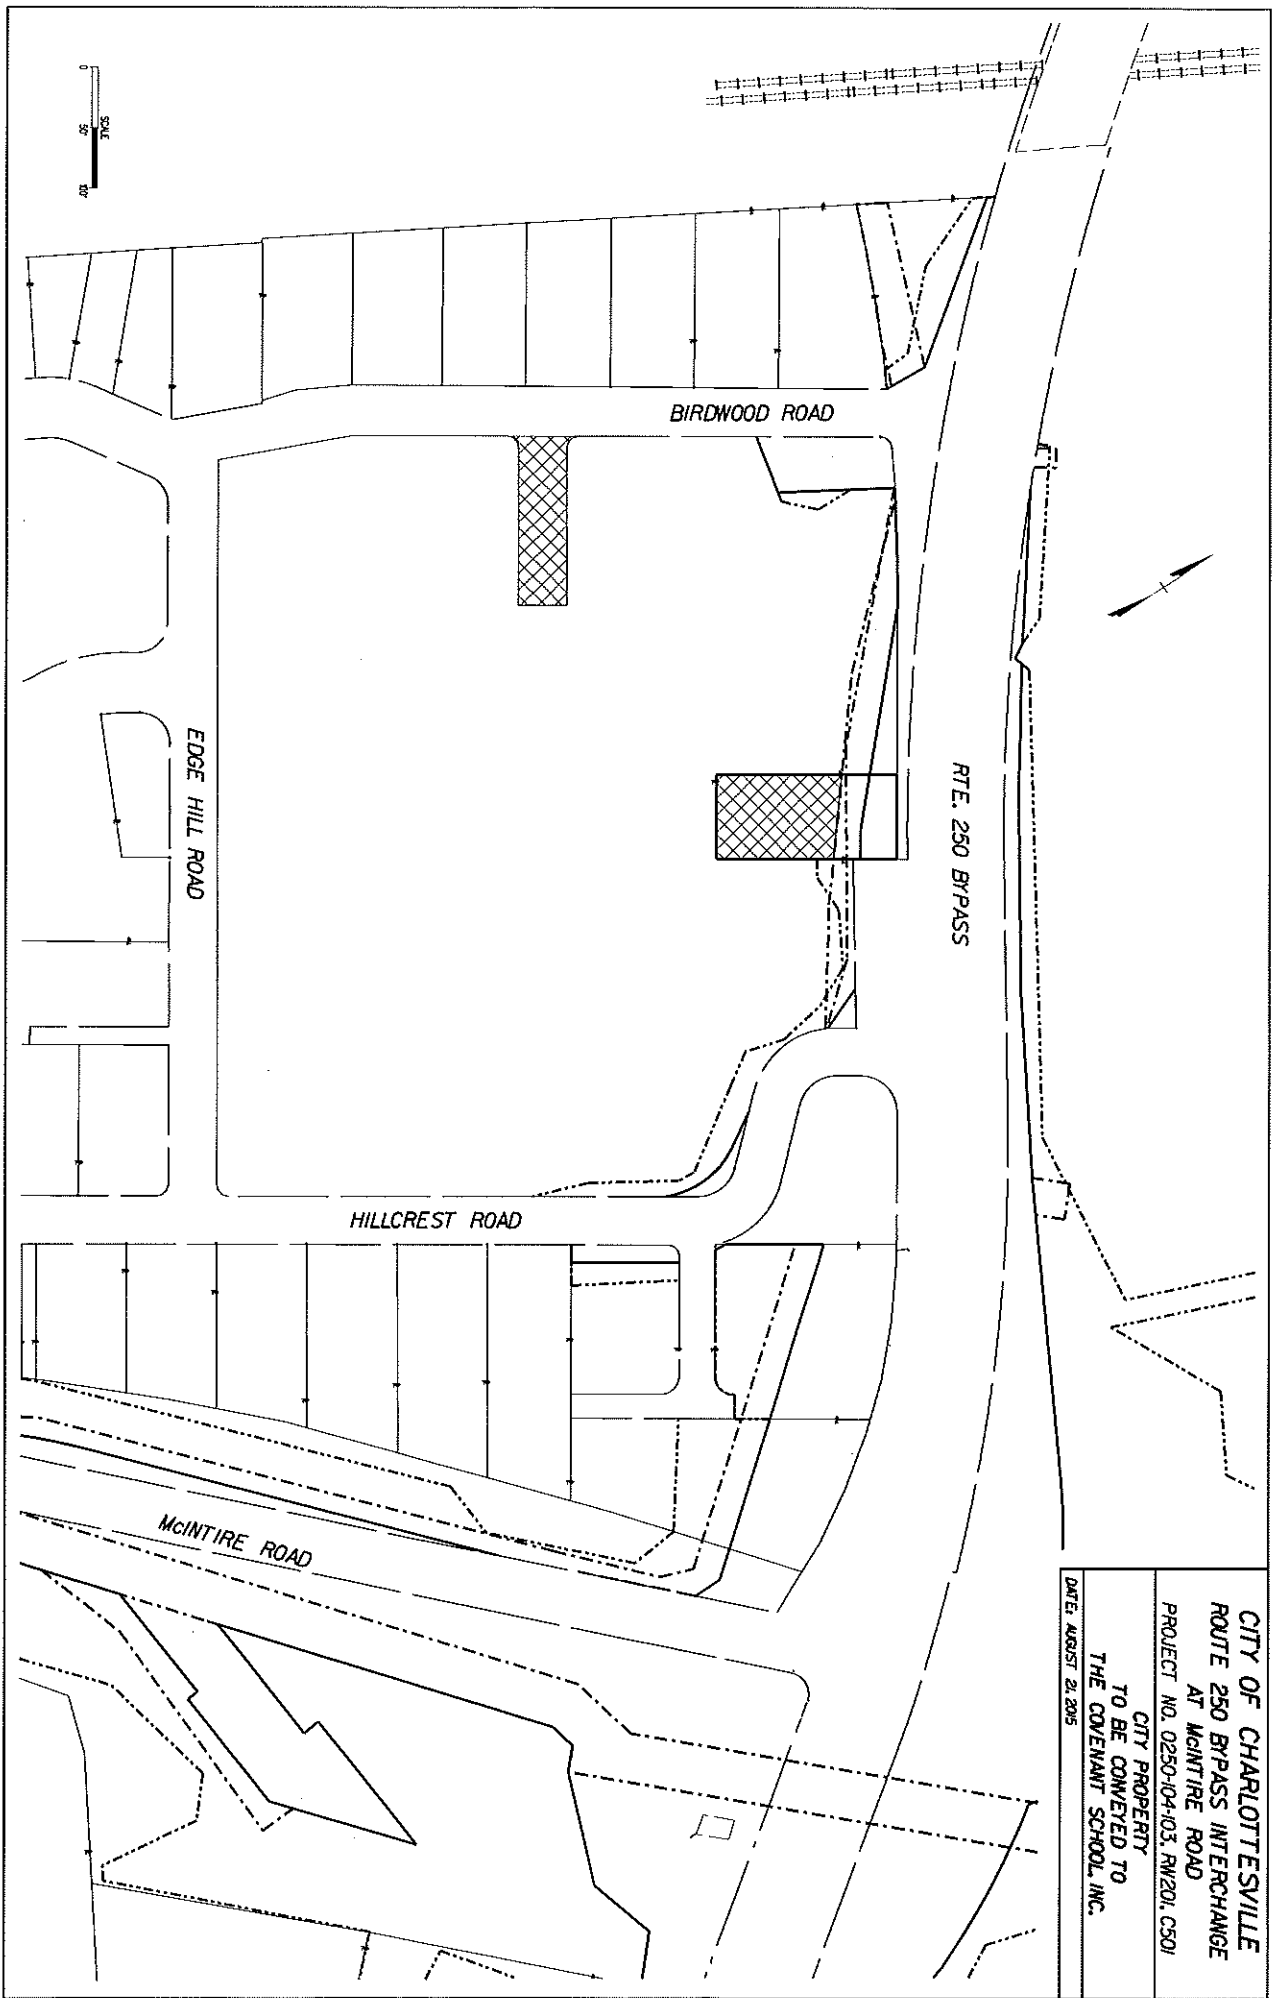 CITY OF CHARLOTTESVILLE
ROUTE 250 BYPASS INTERCHANGE
AT McINTIRE ROAD
PROJECT NO. 0250-104-103, RW201, C501
CITY PROPERTY
TO BE CONVEYED TO
THE COVENANT SCHOOL, INC.
DATE: AUGUST 21, 2015
SCALE
0 50' 100'
BIRDWOOD ROAD
RTE. 250 BYPASS
EDGE HILL ROAD
HILLCREST ROAD
McINTIRE ROAD